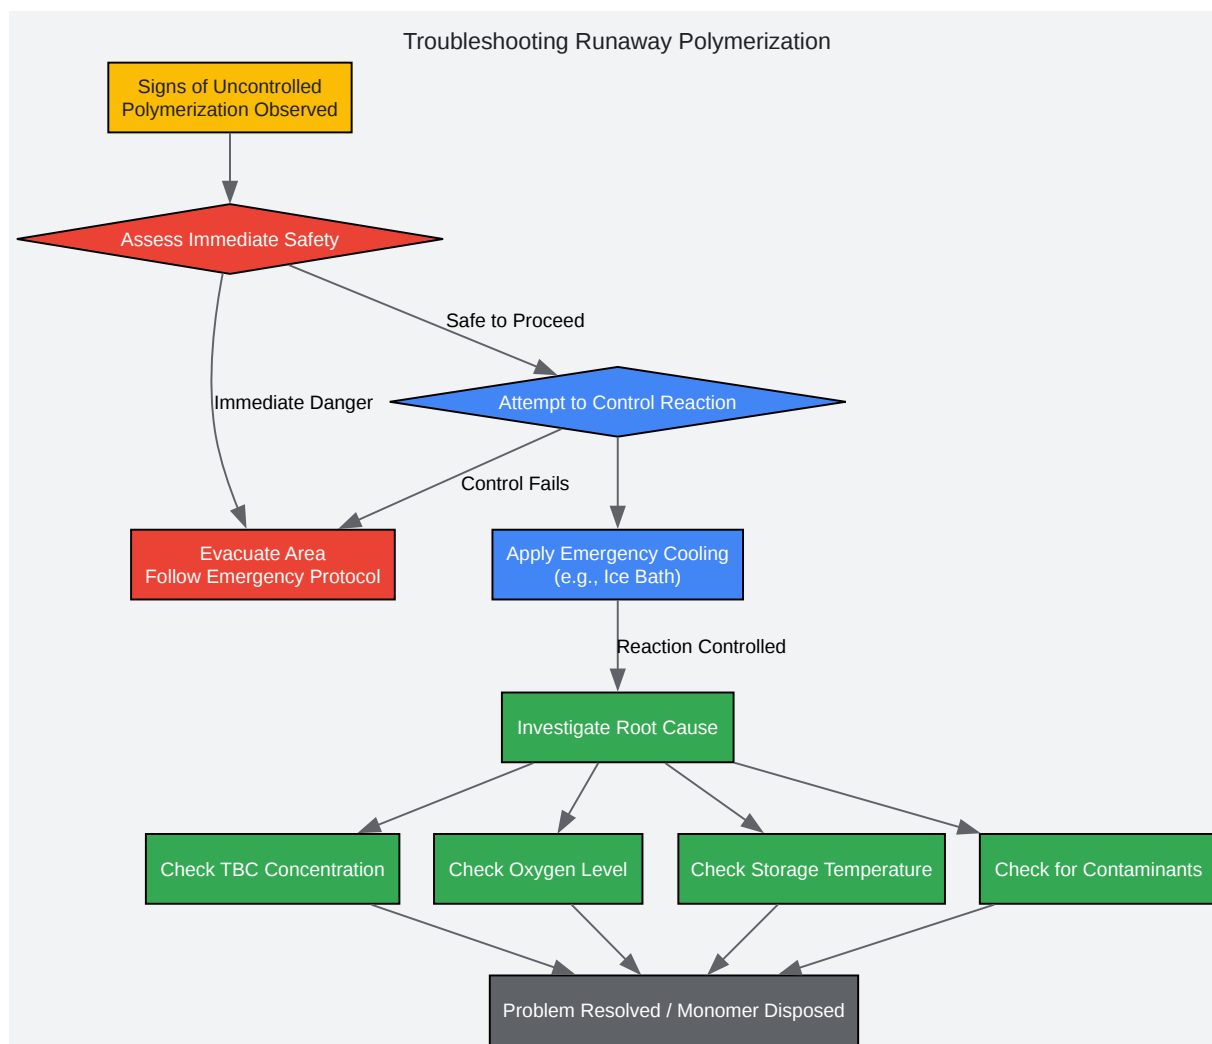 Troubleshooting Runaway Polymerization
Signs of Uncontrolled
Polymerization Observed
Assess Immediate Safety
Safe to Proceed
Immediate Danger
Attempt to Control Reaction
Control Fails
Evacuate Area
Follow Emergency Protocol
Apply Emergency Cooling
(e.g., Ice Bath)
Reaction Controlled
Investigate Root Cause
Check TBC Concentration
Check Oxygen Level
Check Storage Temperature
Check for Contaminants
Problem Resolved / Monomer Disposed